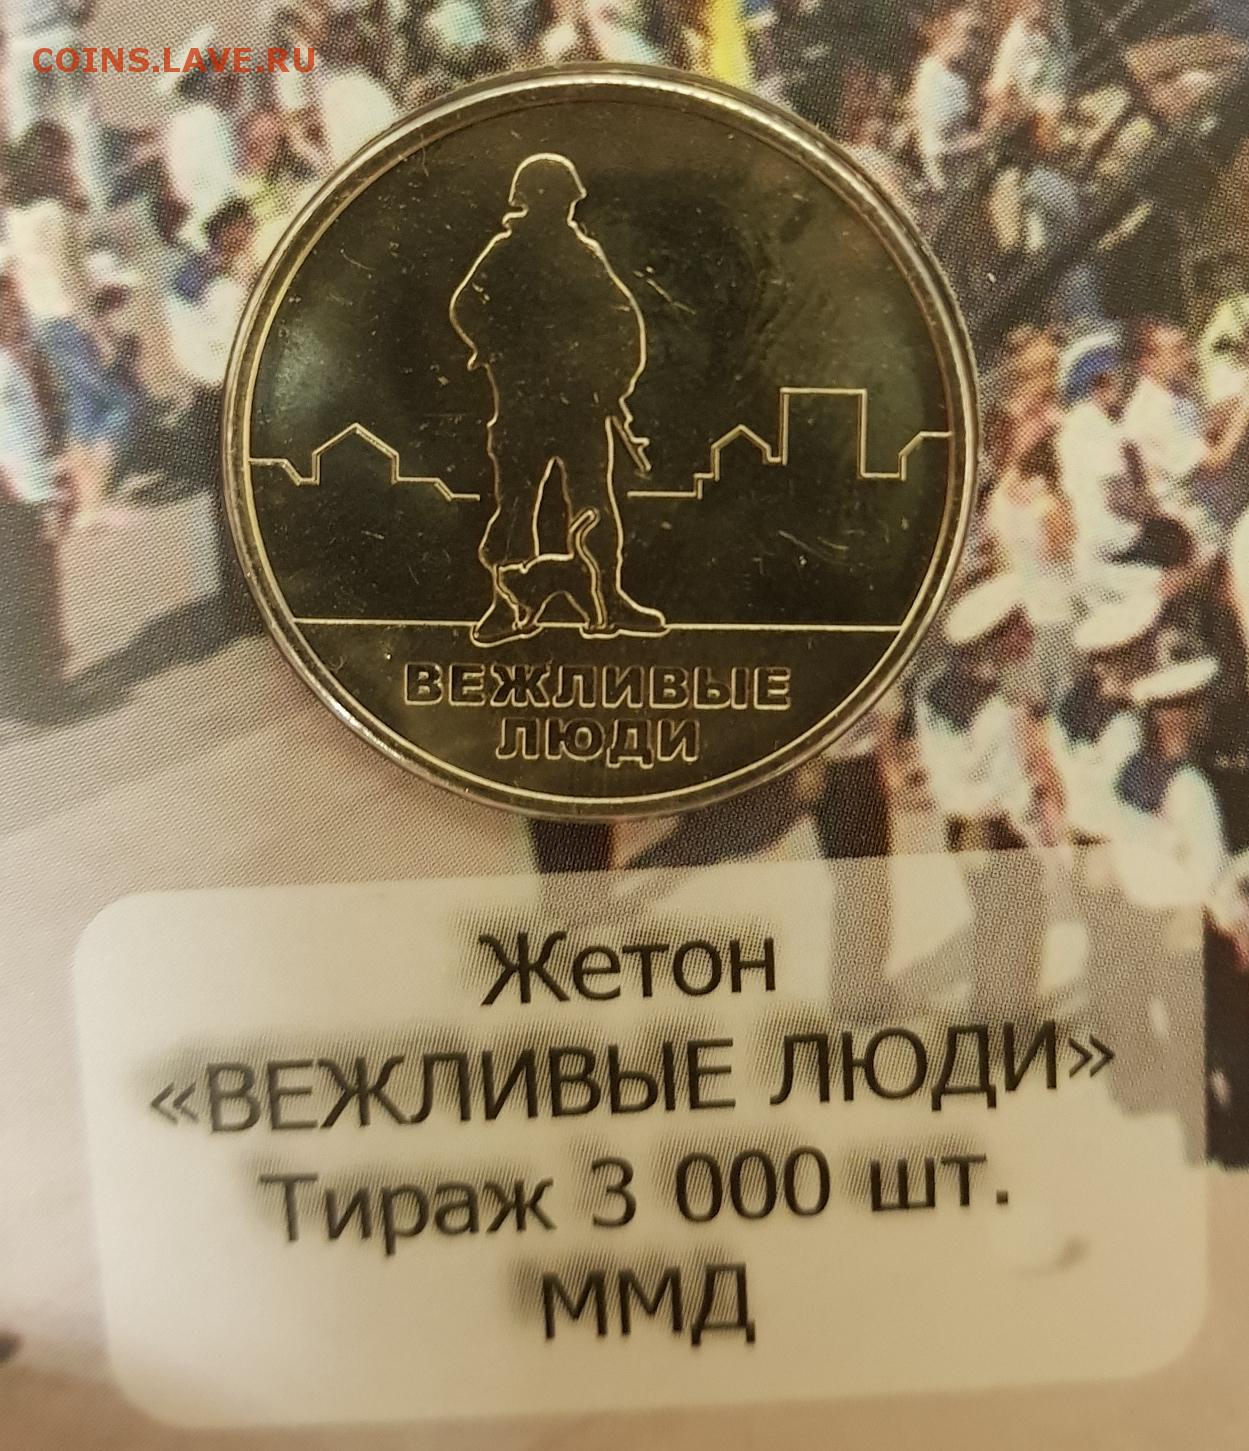 COINS.LAVE.RU
ВЕЖЛИВЫЕ
ЛЮДИ
Жетон
«ВЕЖЛИВЫЕ ЛЮДИ»
Тираж 3 000 шт.
ММД